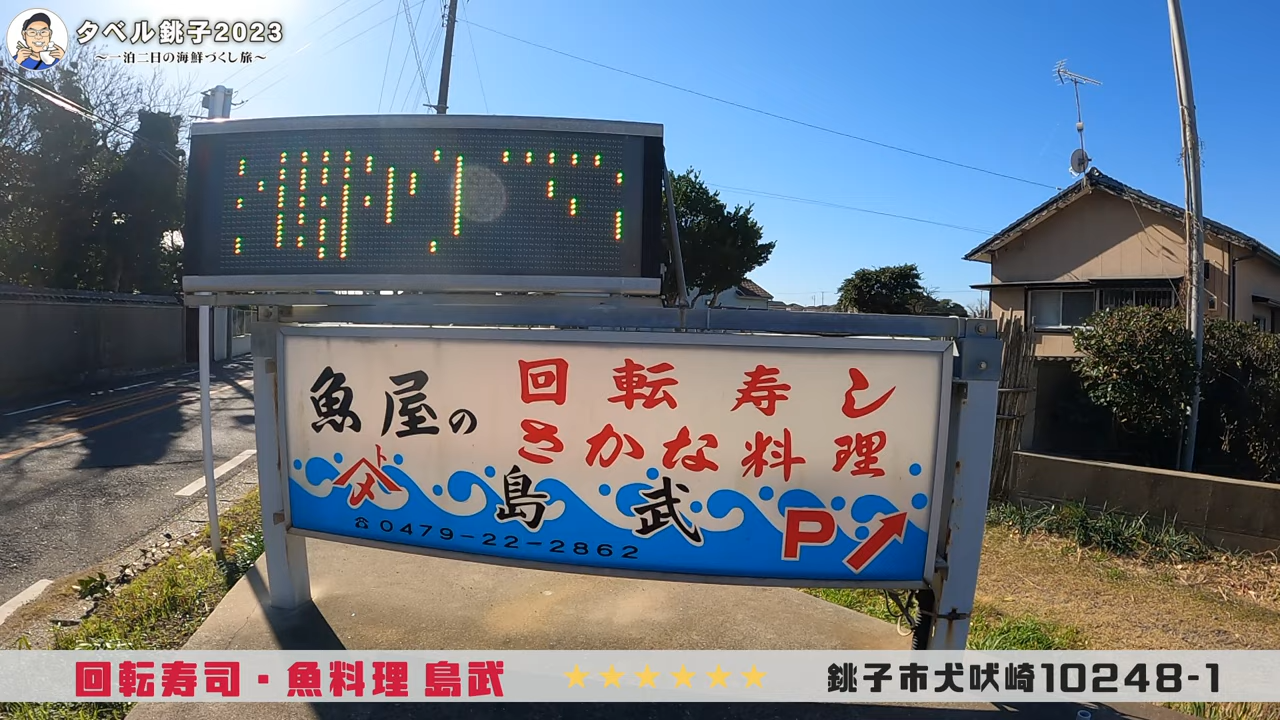 タベル銚子2023
～一泊二日の海鮮づくし旅～
魚屋の
回転寿し
さかな料理
島武
☎0479-22-2862
P
回転寿司・魚料理 島武
★★★★★★
銚子市犬吠崎10248-1